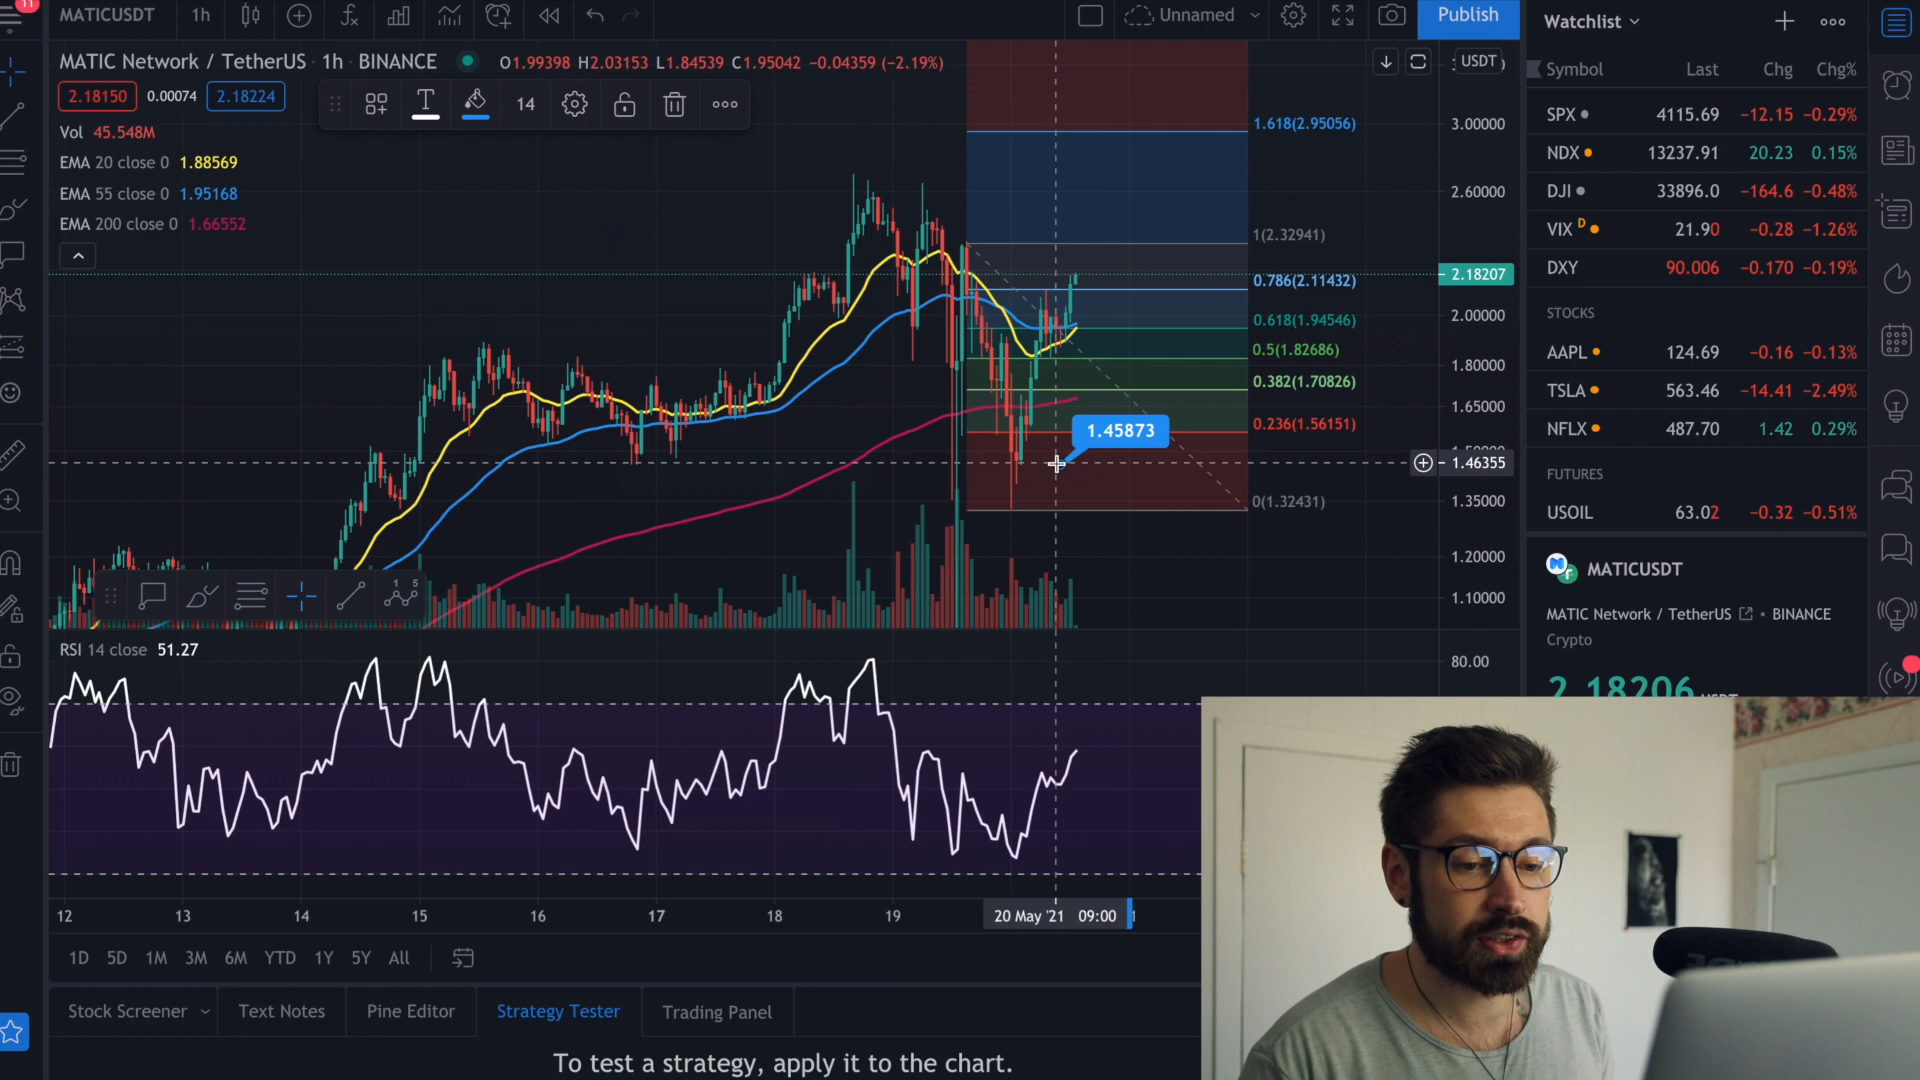 11
MATICUSDT 1h Unnamed Publish Watchlist
MATIC Network / TetherUS · 1h · BINANCE O1.99398 H2.03153 L1.84539 C1.95042 −0.04359 (−2.19%) USDT
2.18150 0.00074 2.18224 14
Vol 45.548M
EMA 20 close 0 1.88569
EMA 55 close 0 1.95168
EMA 200 close 0 1.66552
1.618(2.95056)
1(2.32941)
0.786(2.11432)
0.618(1.94546)
0.5(1.82686)
0.382(1.70826)
0.236(1.56151)
0(1.32431)
1.45873
3.00000
2.60000
2.18207
2.00000
1.80000
1.65000
1.46355
1.35000
1.20000
1.10000
1 5
RSI 14 close 51.27
80.00
12 13 14 15 16 17 18 19 20 May '21 09:00
1D 5D 1M 3M 6M YTD 1Y 5Y All
Stock Screener Text Notes Pine Editor Strategy Tester Trading Panel
To test a strategy, apply it to the chart.
Symbol Last Chg Chg%
SPX 4115.69 −12.15 −0.29%
NDX 13237.91 20.23 0.15%
DJI 33896.0 −164.6 −0.48%
VIX D 21.90 −0.28 −1.26%
DXY 90.006 −0.170 −0.19%
STOCKS
AAPL 124.69 −0.16 −0.13%
TSLA 563.46 −14.41 −2.49%
NFLX 487.70 1.42 0.29%
FUTURES
USOIL 63.02 −0.32 −0.51%
MATICUSDT
MATIC Network / TetherUS • BINANCE
Crypto
2.18206